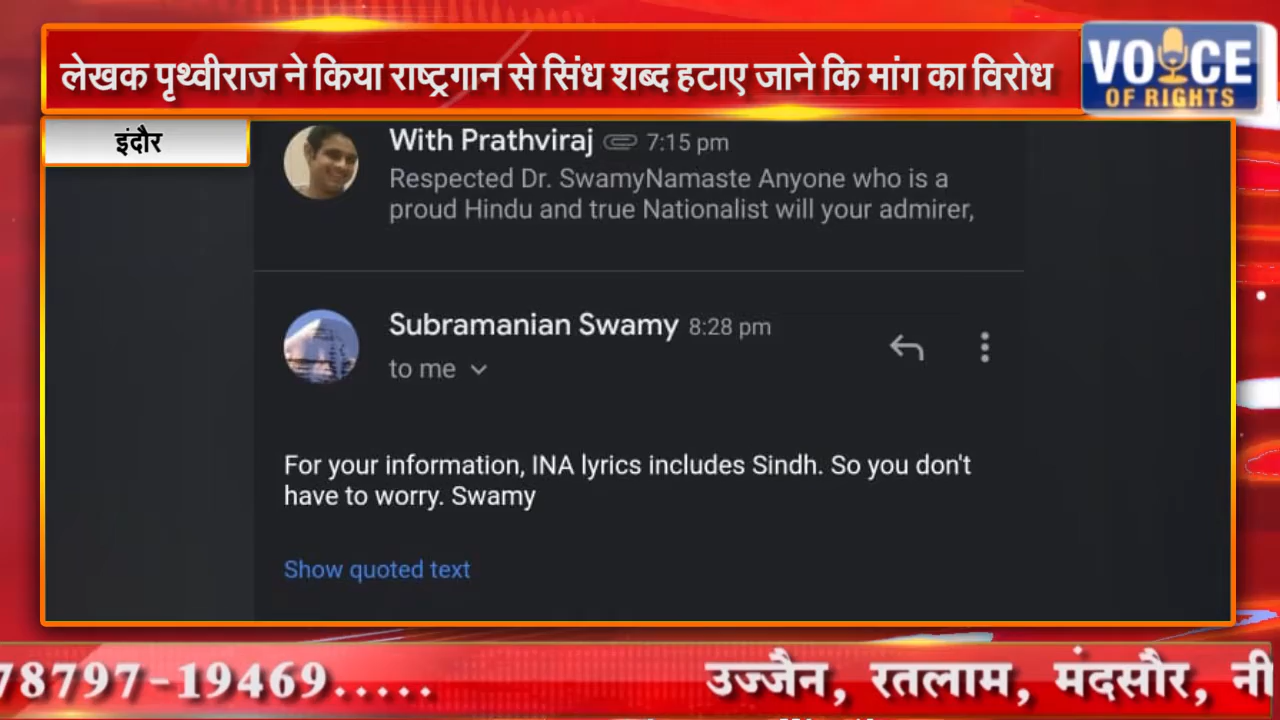 लेखक पृथ्वीराज ने किया राष्ट्रगान से सिंध शब्द हटाए जाने कि मांग का विरोध
VOICE
OF RIGHTS
इंदौर
With Prathviraj 7:15 pm
Respected Dr. SwamyNamaste Anyone who is a
proud Hindu and true Nationalist will your admirer,
Subramanian Swamy 8:28 pm
to me
For your information, INA lyrics includes Sindh. So you don't
have to worry. Swamy
Show quoted text
78797-19469..... उज्जैन, रतलाम, मंदसौर, नी